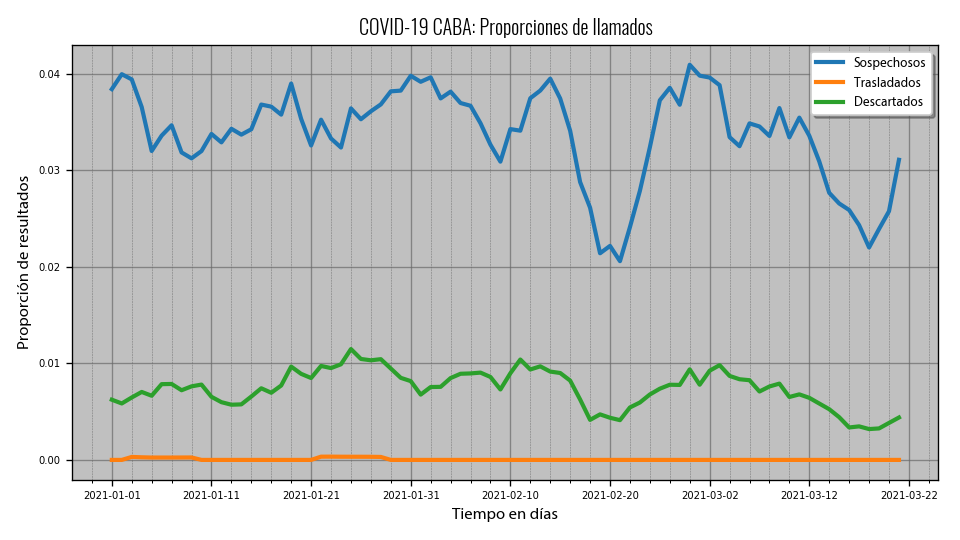 COVID-19 CABA: Proporciones de llamados
Sospechosos
Trasladados
Descartados
Proporción de resultados
0.04
0.03
0.02
0.01
0.00
2021-01-01
2021-01-11
2021-01-21
2021-01-31
2021-02-10
2021-02-20
2021-03-02
2021-03-12
2021-03-22
Tiempo en días